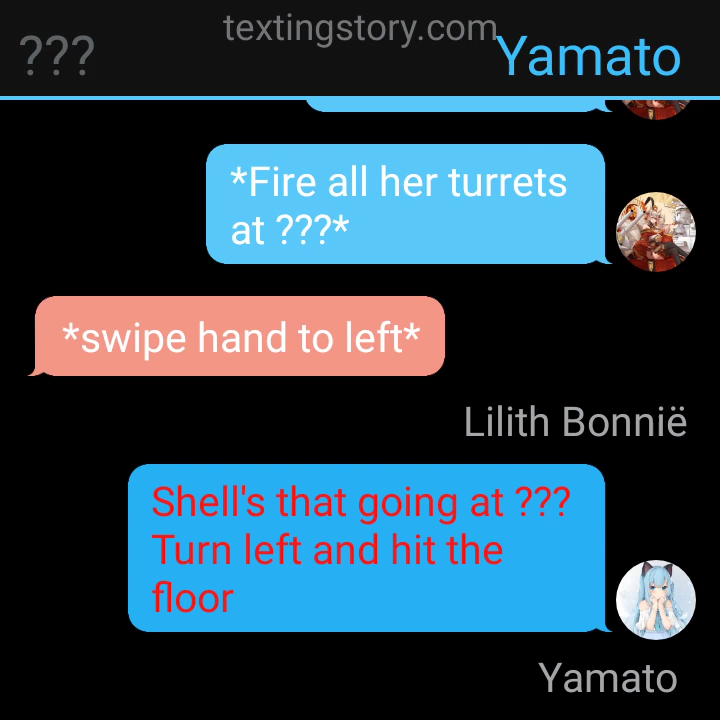 textingstory.com
???
Yamato
*Fire all her turrets
at ???*
*swipe hand to left*
Lilith Bonnië
Shell's that going at ???
Turn left and hit the
floor
Yamato